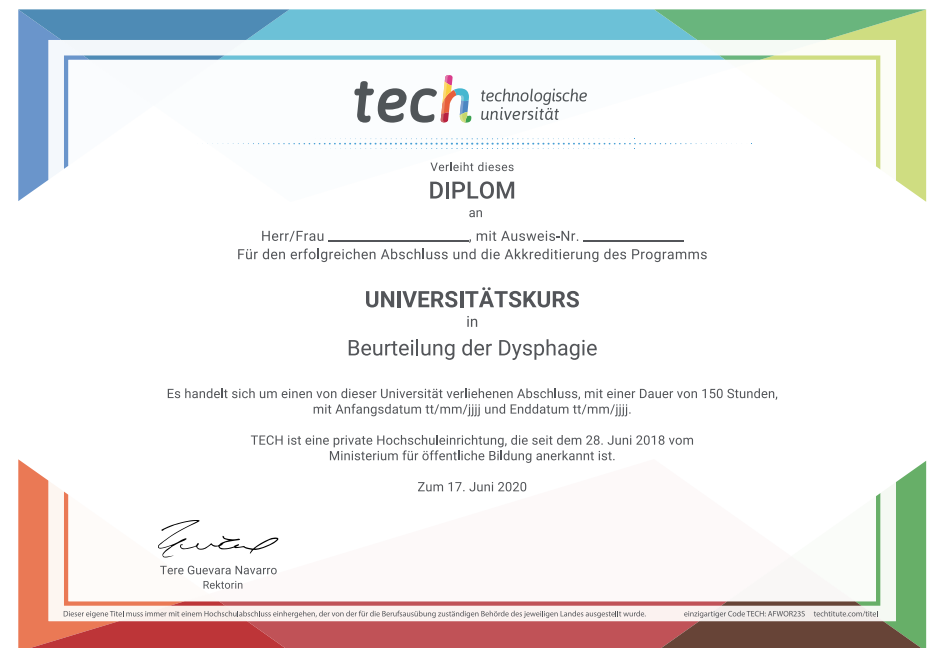 tech technologische
universität
Verleiht dieses
DIPLOM
an
Herr/Frau ____________________, mit Ausweis-Nr. ______________
Für den erfolgreichen Abschluss und die Akkreditierung des Programms
UNIVERSITÄTSKURS
in
Beurteilung der Dysphagie
Es handelt sich um einen von dieser Universität verliehenen Abschluss, mit einer Dauer von 150 Stunden,
mit Anfangsdatum tt/mm/jjjj und Enddatum tt/mm/jjjj.
TECH ist eine private Hochschuleinrichtung, die seit dem 28. Juni 2018 vom
Ministerium für öffentliche Bildung anerkannt ist.
Zum 17. Juni 2020
Tere Guevara Navarro
Rektorin
Dieser eigene Titel muss immer mit einem Hochschulabschluss einhergehen, der von der für die Berufsausübung zuständigen Behörde des jeweiligen Landes ausgestellt wurde. einzigartiger Code TECH: AFWOR23S techtitute.com/titel